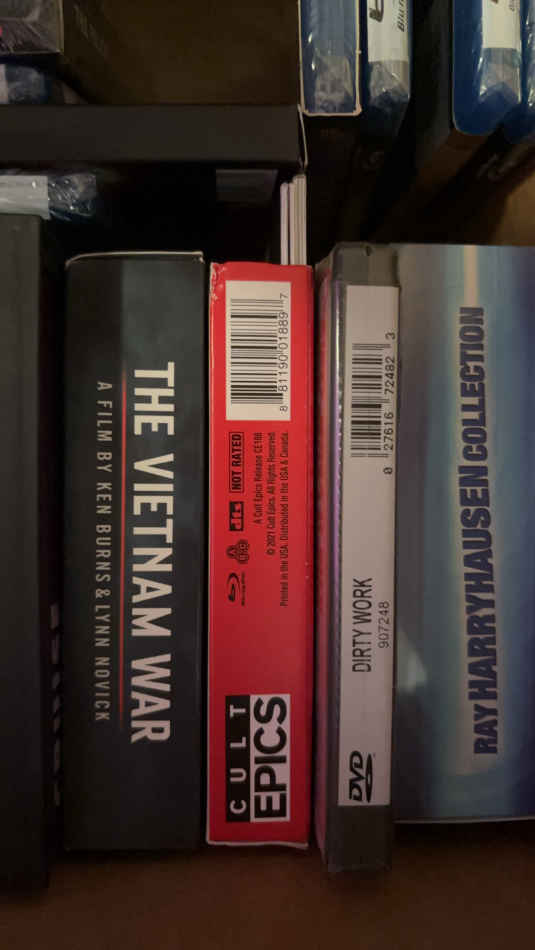 THE VIETNAM WAR
A FILM BY KEN BURNS & LYNN NOVICK
8 81190 01889 7
NOT RATED
dts
A Cult Epics Release CE188
© 2021 Cult Epics. All Rights Reserved.
Printed in the USA. Distributed in the USA & Canada.
CULT
EPICS
0 27616 72482 3
DIRTY WORK
907248
DVD
RAY HARRYHAUSEN COLLECTION